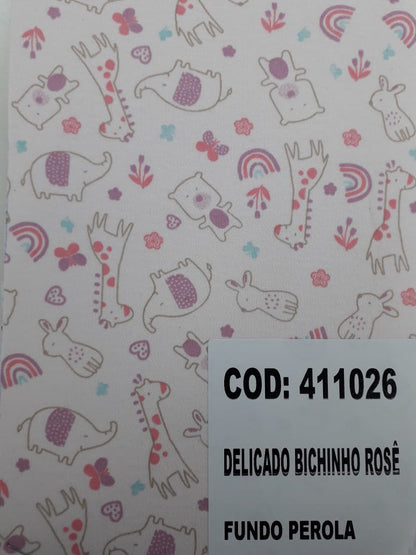 COD: 411026
DELICADO BICHINHO ROSÊ
FUNDO PEROLA